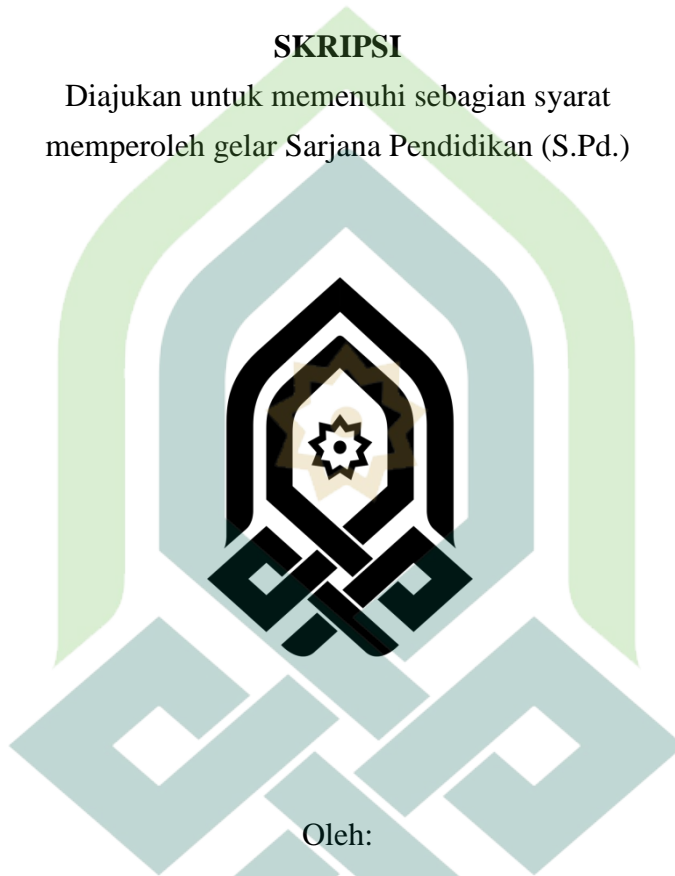 SKRIPSI
Diajukan untuk memenuhi sebagian syarat
memperoleh gelar Sarjana Pendidikan (S.Pd.)
Oleh: